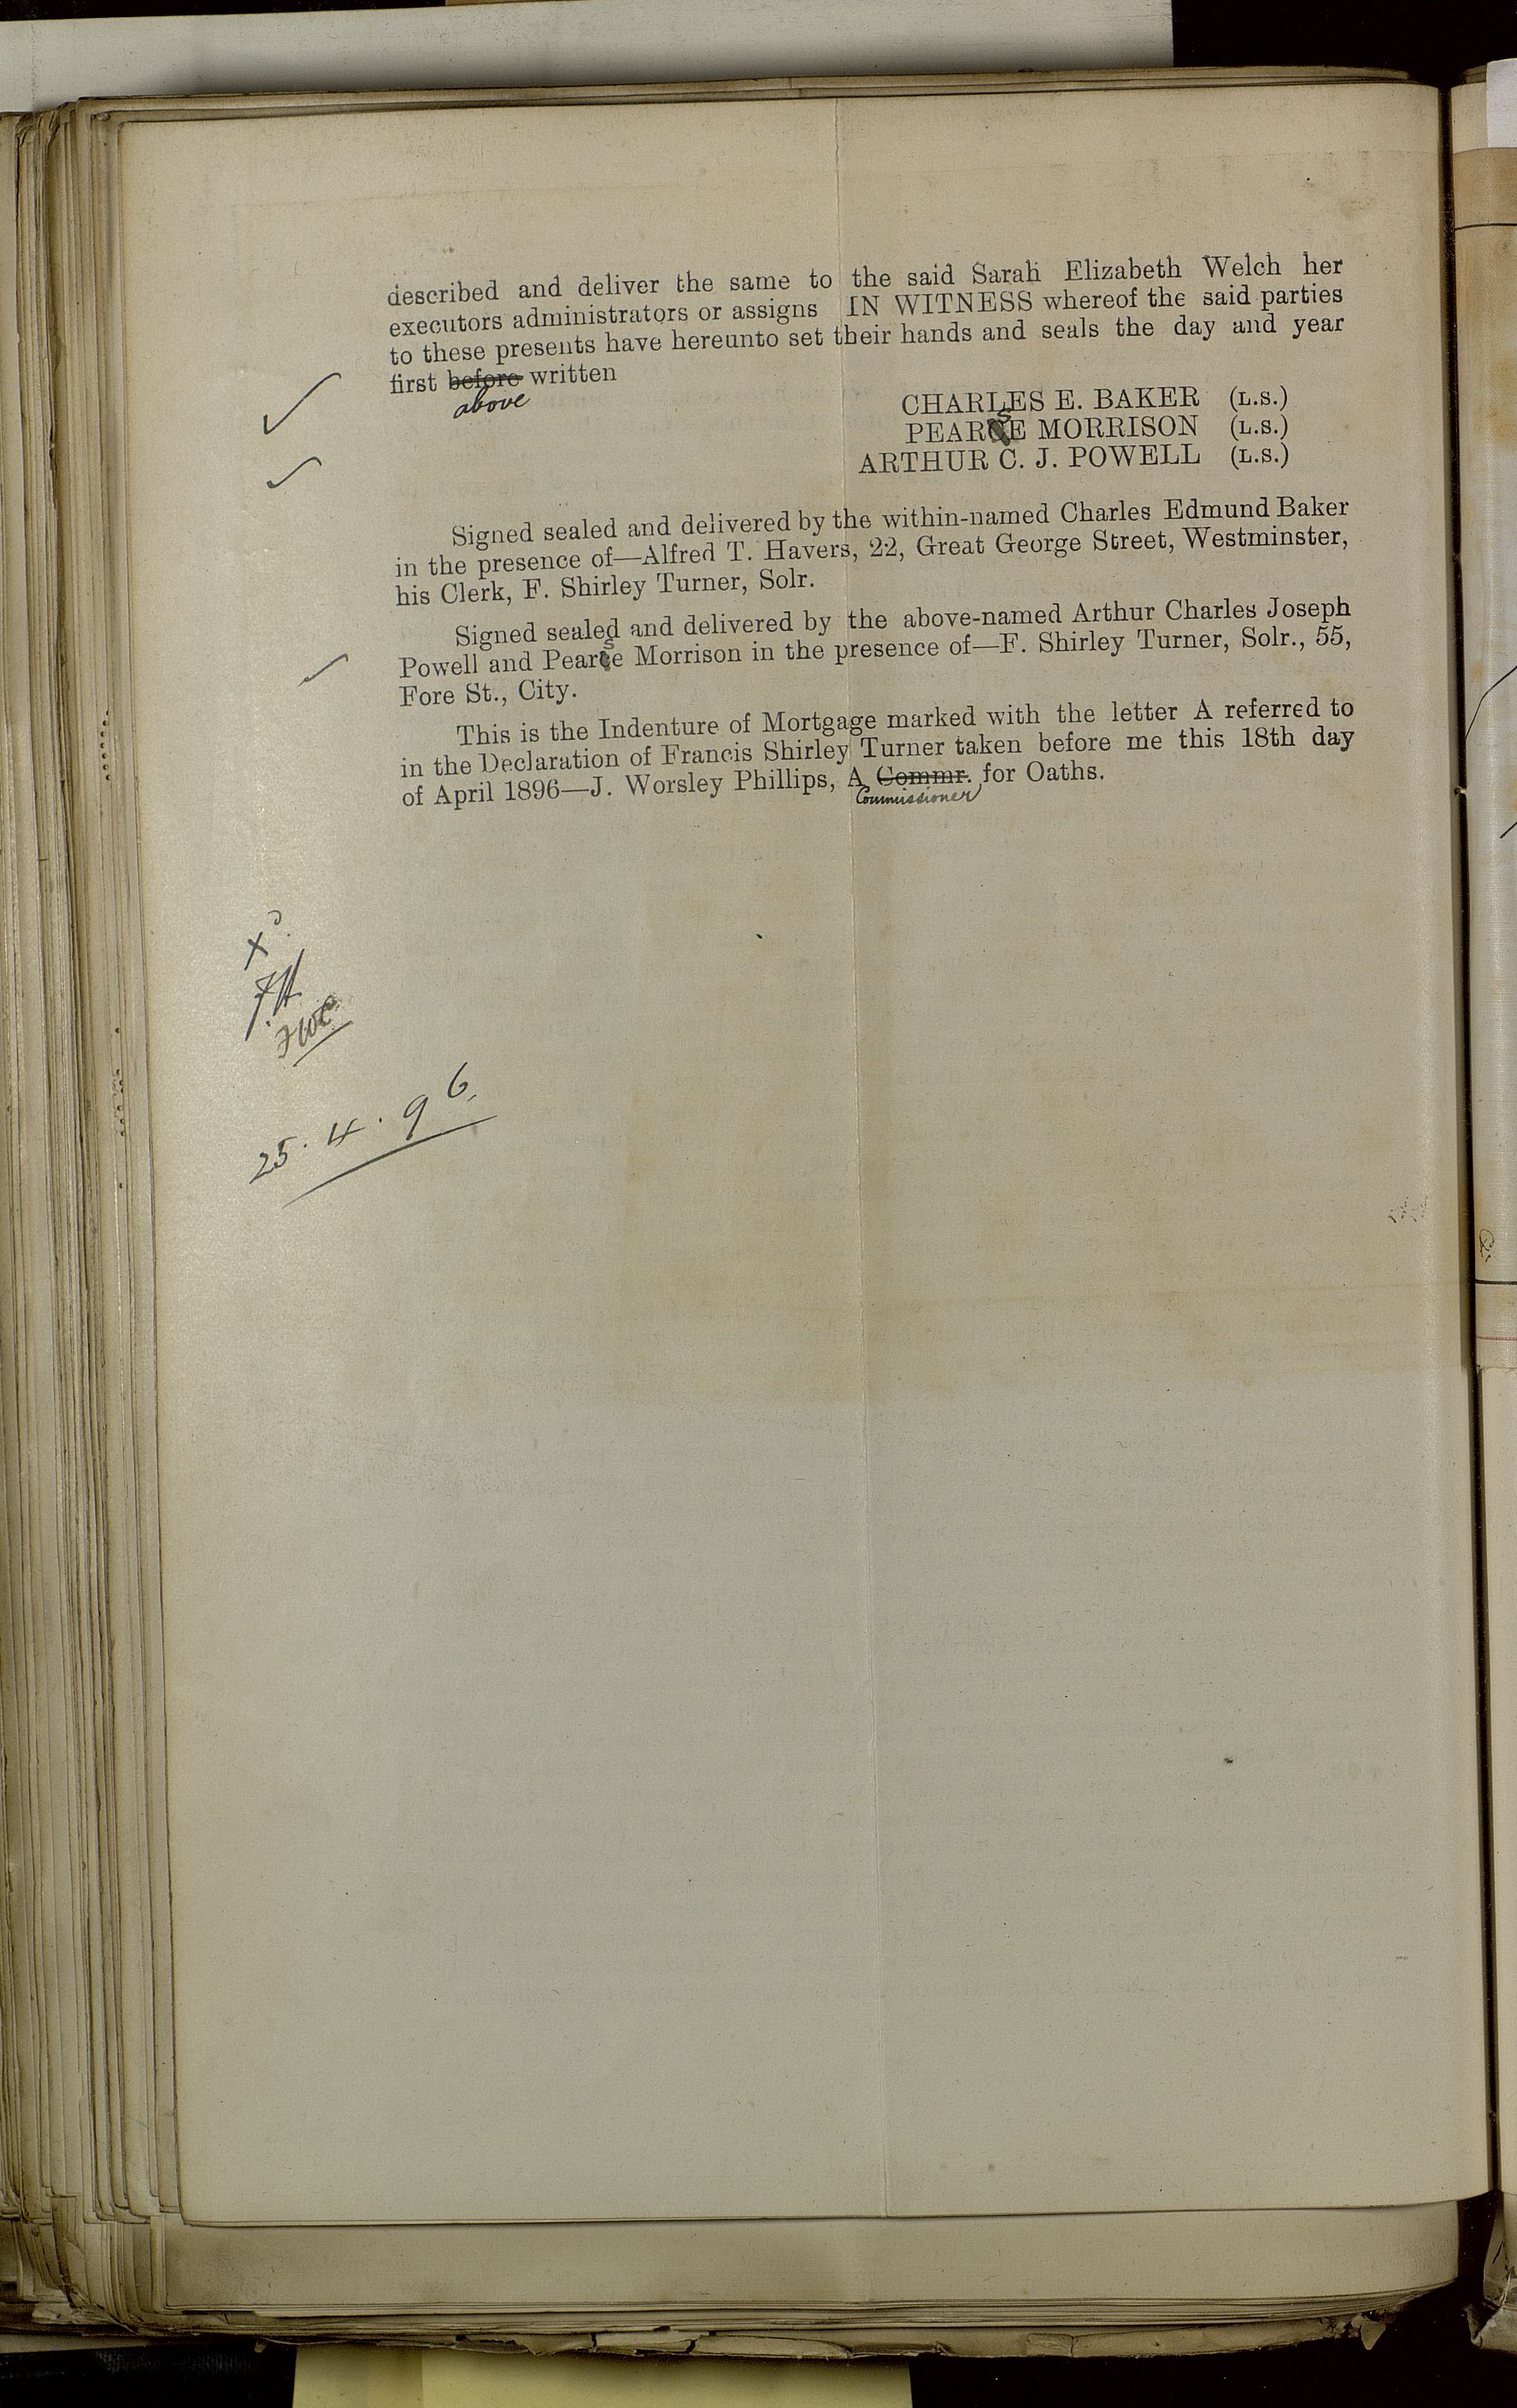 described and deliver the same to the said Sarah Elizabeth Welch her
executors administrators or assigns IN WITNESS whereof the said parties
to these presents have hereunto set their hands and seals the day and year
first before written
above
CHARLES E. BAKER (L.S.)
PEARSE MORRISON (L.S.)
ARTHUR C. J. POWELL (L.S.)
Signed sealed and delivered by the within-named Charles Edmund Baker
in the presence of—Alfred T. Havers, 22, Great George Street, Westminster,
his Clerk, F. Shirley Turner, Solr.
Signed sealed and delivered by the above-named Arthur Charles Joseph
Powell and Pearse Morrison in the presence of—F. Shirley Turner, Solr., 55,
Fore St., City.
This is the Indenture of Mortgage marked with the letter A referred to
in the Declaration of Francis Shirley Turner taken before me this 18th day
of April 1896—J. Worsley Phillips, A Commr. for Oaths.
Commissioner
25.4.96.